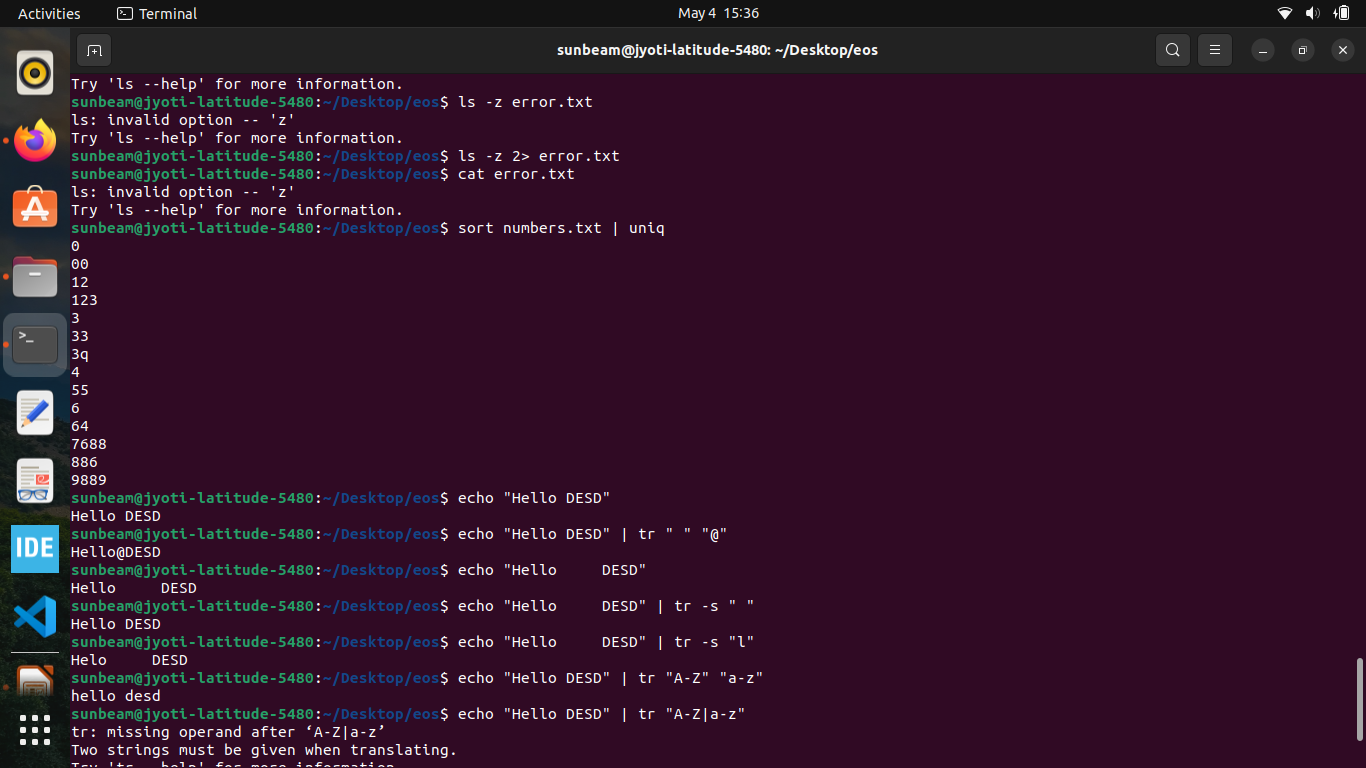 Activities
Terminal
May 4 15:36
sunbeam@jyoti-latitude-5480: ~/Desktop/eos
Try 'ls --help' for more information.
sunbeam@jyoti-latitude-5480:~/Desktop/eos$ ls -z error.txt
ls: invalid option -- 'z'
Try 'ls --help' for more information.
sunbeam@jyoti-latitude-5480:~/Desktop/eos$ ls -z 2> error.txt
sunbeam@jyoti-latitude-5480:~/Desktop/eos$ cat error.txt
ls: invalid option -- 'z'
Try 'ls --help' for more information.
sunbeam@jyoti-latitude-5480:~/Desktop/eos$ sort numbers.txt | uniq
0
00
12
123
3
33
3q
4
55
6
64
7688
886
9889
sunbeam@jyoti-latitude-5480:~/Desktop/eos$ echo "Hello DESD"
Hello DESD
sunbeam@jyoti-latitude-5480:~/Desktop/eos$ echo "Hello DESD" | tr " " "@"
Hello@DESD
sunbeam@jyoti-latitude-5480:~/Desktop/eos$ echo "Hello     DESD"
Hello     DESD
sunbeam@jyoti-latitude-5480:~/Desktop/eos$ echo "Hello     DESD" | tr -s " "
Hello DESD
sunbeam@jyoti-latitude-5480:~/Desktop/eos$ echo "Hello     DESD" | tr -s "l"
Helo     DESD
sunbeam@jyoti-latitude-5480:~/Desktop/eos$ echo "Hello DESD" | tr "A-Z" "a-z"
hello desd
sunbeam@jyoti-latitude-5480:~/Desktop/eos$ echo "Hello DESD" | tr "A-Z|a-z"
tr: missing operand after ‘A-Z|a-z’
Two strings must be given when translating.
Try 'tr --help' for more information.
IDE